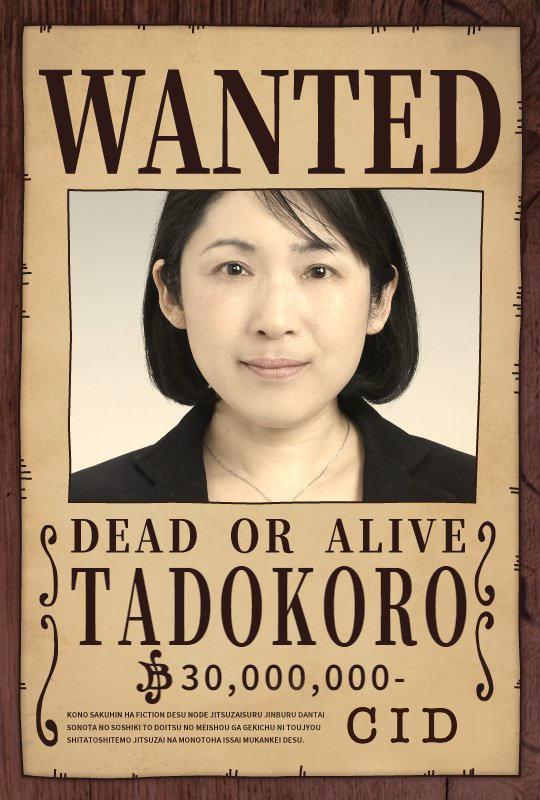 WANTED
DEAD OR ALIVE
TADOKORO
฿30,000,000-
KONO SAKUHIN HA FICTION DESU NODE JITSUZAISURU JINBURU DANTAI
SONOTA NO SOSHIKI TO DOITSU NO MEISHOU GA GEKICHU NI TOUJYOU
SHITATOSHITEMO JITSUZAI NA MONOTOHA ISSAI MUKANKEI DESU.
CID